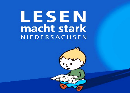 LESEN
macht stark
NIEDERSACHSEN